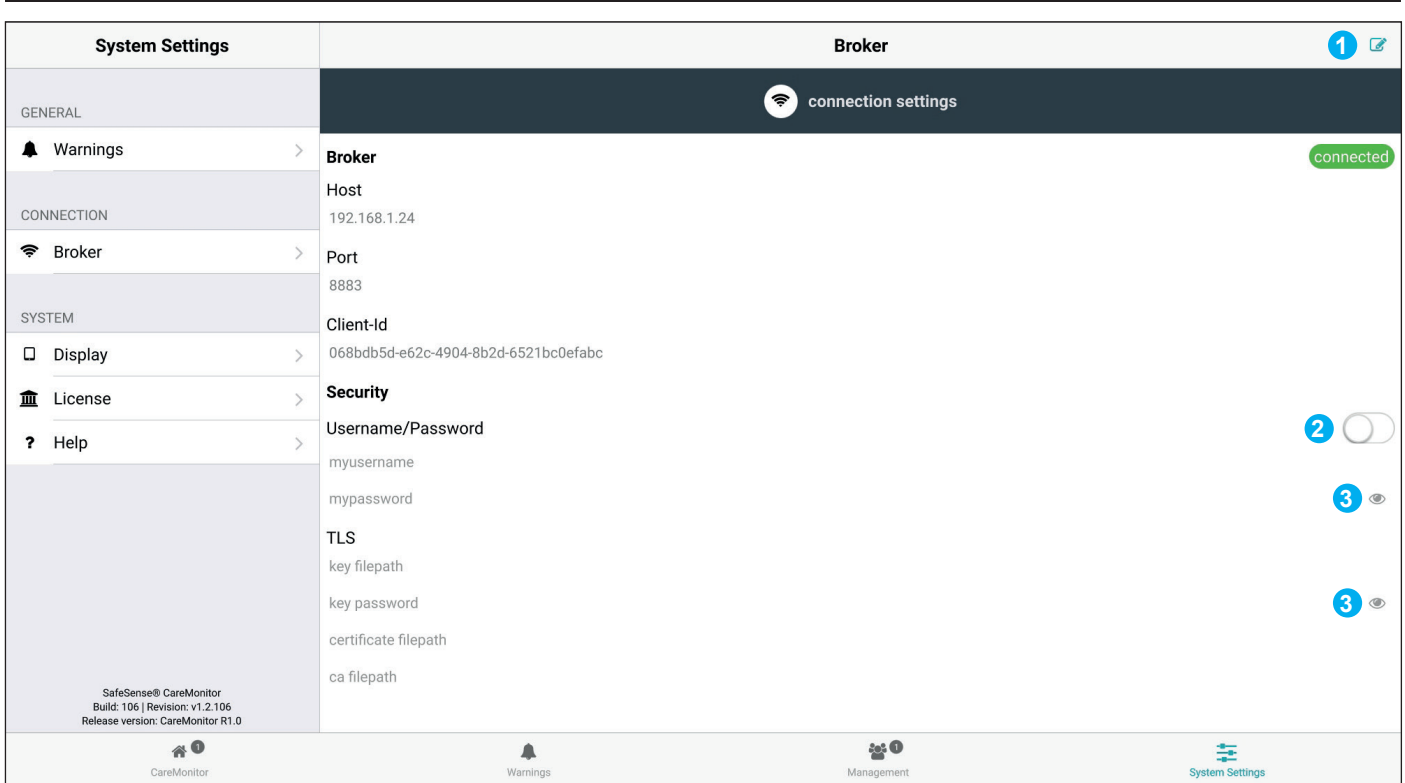 System Settings
Broker
1
connection settings
GENERAL
Warnings
CONNECTION
Broker
SYSTEM
Display
License
? Help
SafeSense® CareMonitor
Build: 106 | Revision: v1.2.106
Release version: CareMonitor R1.0
Broker
connected
Host
192.168.1.24
Port
8883
Client-Id
068bdb5d-e62c-4904-8b2d-6521bc0efabc
Security
Username/Password
2
myusername
mypassword
3
TLS
key filepath
key password
3
certificate filepath
ca filepath
1
CareMonitor
Warnings
1
Management
System Settings